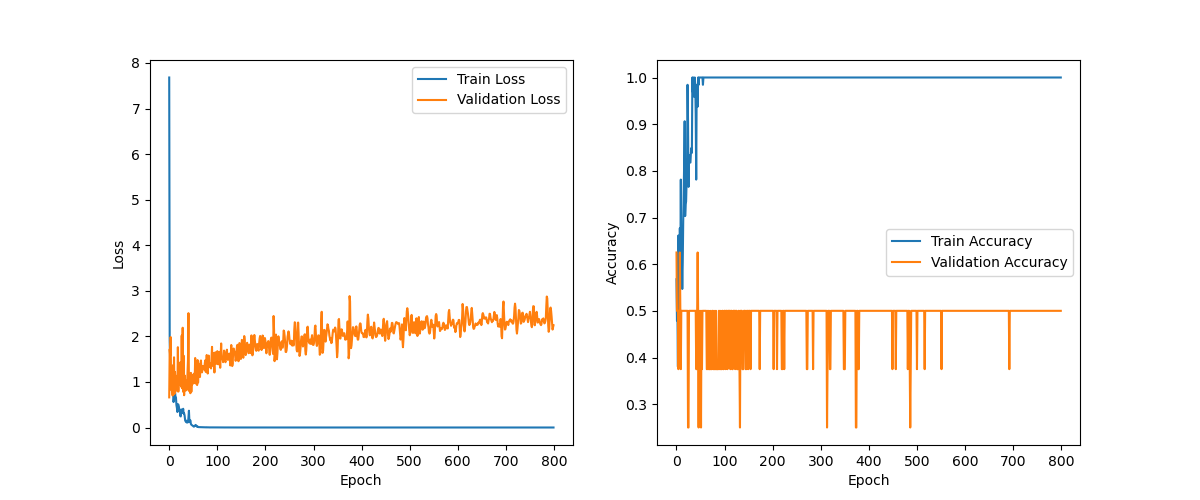 8
7
6
5
4
3
2
1
0
Loss
0 100 200 300 400 500 600 700 800
Epoch
Train Loss
Validation Loss
1.0
0.9
0.8
0.7
0.6
0.5
0.4
0.3
Accuracy
0 100 200 300 400 500 600 700 800
Epoch
Train Accuracy
Validation Accuracy